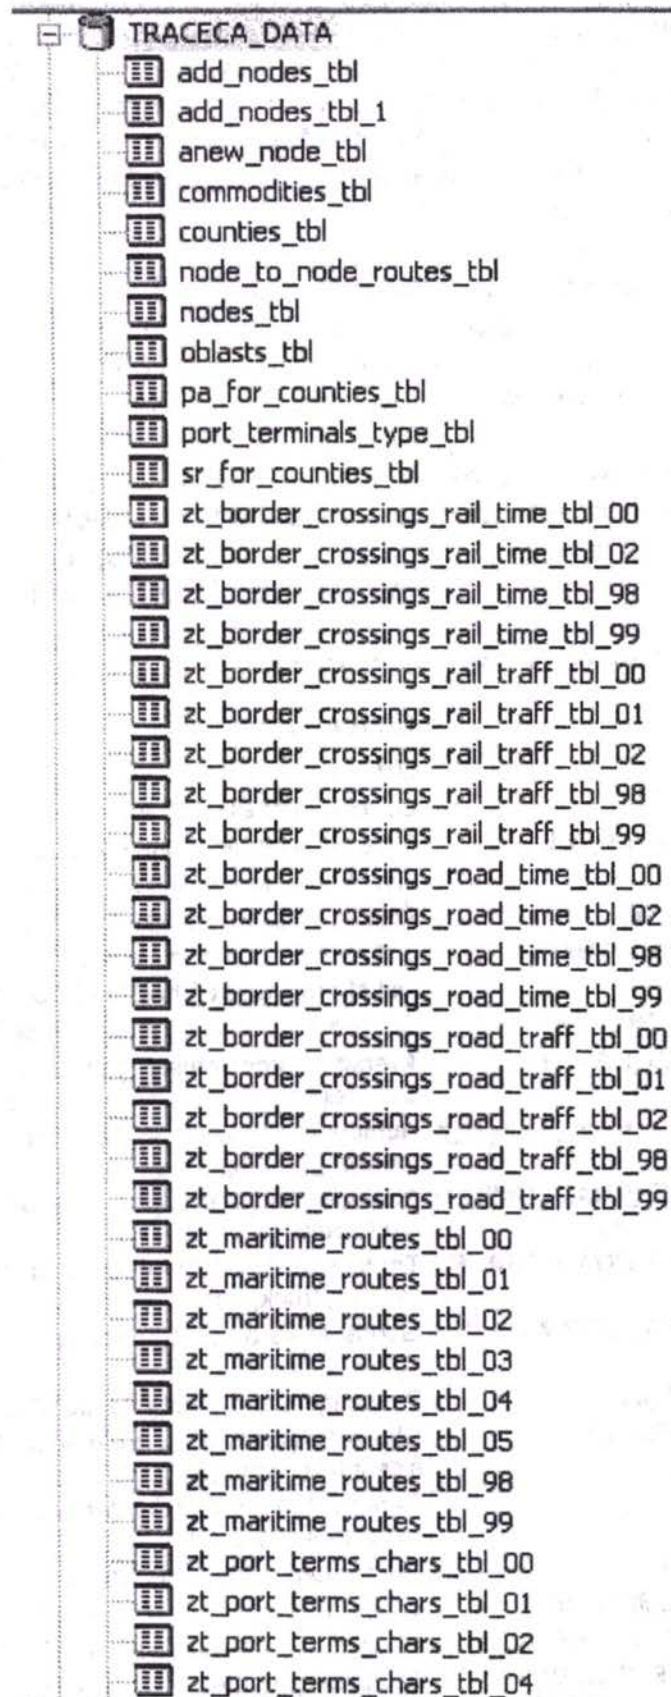 TRACECA_DATA
add_nodes_tbl
add_nodes_tbl_1
anew_node_tbl
commodities_tbl
counties_tbl
node_to_node_routes_tbl
nodes_tbl
oblasts_tbl
pa_for_counties_tbl
port_terminals_type_tbl
sr_for_counties_tbl
zt_border_crossings_rail_time_tbl_00
zt_border_crossings_rail_time_tbl_02
zt_border_crossings_rail_time_tbl_98
zt_border_crossings_rail_time_tbl_99
zt_border_crossings_rail_traff_tbl_00
zt_border_crossings_rail_traff_tbl_01
zt_border_crossings_rail_traff_tbl_02
zt_border_crossings_rail_traff_tbl_98
zt_border_crossings_rail_traff_tbl_99
zt_border_crossings_road_time_tbl_00
zt_border_crossings_road_time_tbl_02
zt_border_crossings_road_time_tbl_98
zt_border_crossings_road_time_tbl_99
zt_border_crossings_road_traff_tbl_00
zt_border_crossings_road_traff_tbl_01
zt_border_crossings_road_traff_tbl_02
zt_border_crossings_road_traff_tbl_98
zt_border_crossings_road_traff_tbl_99
zt_maritime_routes_tbl_00
zt_maritime_routes_tbl_01
zt_maritime_routes_tbl_02
zt_maritime_routes_tbl_03
zt_maritime_routes_tbl_04
zt_maritime_routes_tbl_05
zt_maritime_routes_tbl_98
zt_maritime_routes_tbl_99
zt_port_terms_chars_tbl_00
zt_port_terms_chars_tbl_01
zt_port_terms_chars_tbl_02
zt_port_terms_chars_tbl_04